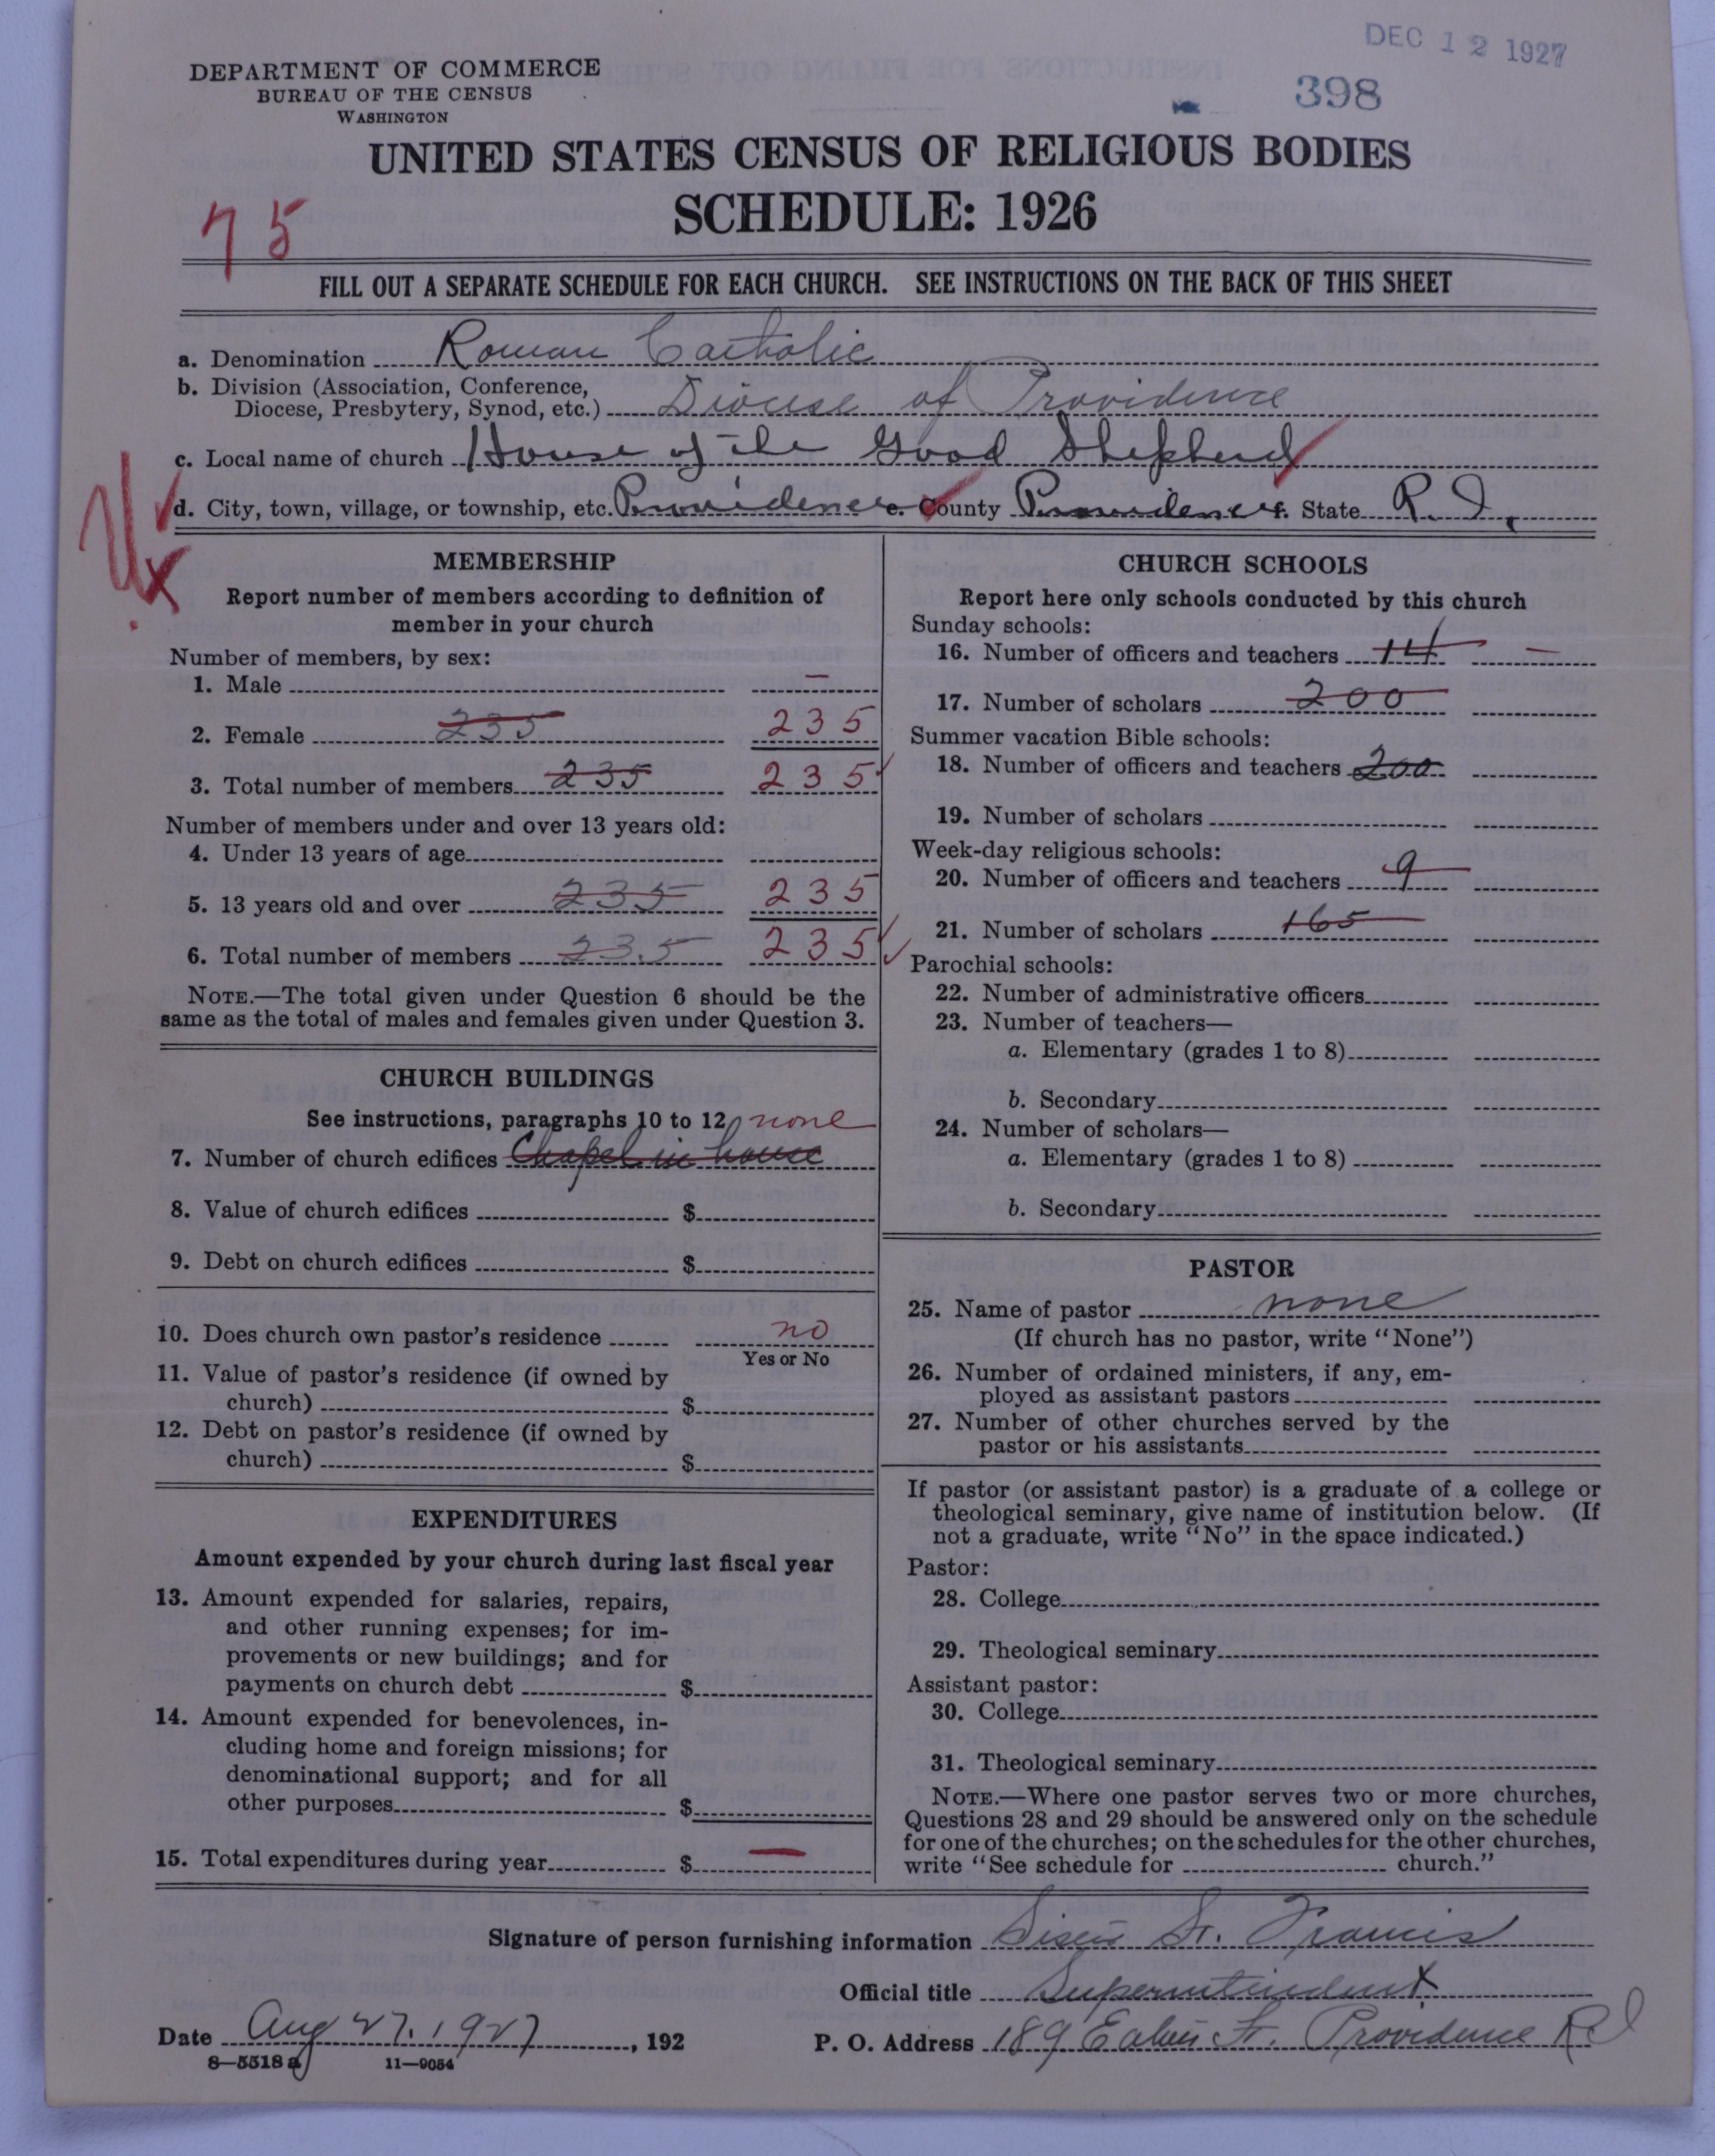 DEC 12 1927
398
DEPARTMENT OF COMMERCE
BUREAU OF THE CENSUS
WASHINGTON
UNITED STATES CENSUS OF RELIGIOUS BODIES
SCHEDULE: 1926
75
FILL OUT A SEPARATE SCHEDULE FOR EACH CHURCH. SEE INSTRUCTIONS ON THE BACK OF THIS SHEET
a. Denomination Roman Catholic
b. Division (Association, Conference,
Diocese, Presbytery, Synod, etc.) Diocese of Providence
c. Local name of church House of the Good Shepherd
d. City, town, village, or township, etc. Providence e. County Providence f. State R. I.
MEMBERSHIP
Report number of members according to definition of
member in your church
Number of members, by sex:
1. Male —
2. Female 235 235
3. Total number of members 235 235
Number of members under and over 13 years old:
4. Under 13 years of age
5. 13 years old and over 235 235
6. Total number of members 235 235
NOTE.—The total given under Question 6 should be the
same as the total of males and females given under Question 3.
CHURCH BUILDINGS
See instructions, paragraphs 10 to 12 none
7. Number of church edifices Chapel in house
8. Value of church edifices $
9. Debt on church edifices $
10. Does church own pastor's residence no
Yes or No
11. Value of pastor's residence (if owned by
church) $
12. Debt on pastor's residence (if owned by
church) $
EXPENDITURES
Amount expended by your church during last fiscal year
13. Amount expended for salaries, repairs,
and other running expenses; for im-
provements or new buildings; and for
payments on church debt $
14. Amount expended for benevolences, in-
cluding home and foreign missions; for
denominational support; and for all
other purposes $
15. Total expenditures during year $ —
CHURCH SCHOOLS
Report here only schools conducted by this church
Sunday schools:
16. Number of officers and teachers 14 —
17. Number of scholars 200
Summer vacation Bible schools:
18. Number of officers and teachers 200
19. Number of scholars
Week-day religious schools:
20. Number of officers and teachers 9
21. Number of scholars 165
Parochial schools:
22. Number of administrative officers
23. Number of teachers—
a. Elementary (grades 1 to 8)
b. Secondary
24. Number of scholars—
a. Elementary (grades 1 to 8)
b. Secondary
PASTOR
25. Name of pastor none
(If church has no pastor, write "None")
26. Number of ordained ministers, if any, em-
ployed as assistant pastors
27. Number of other churches served by the
pastor or his assistants
If pastor (or assistant pastor) is a graduate of a college or
theological seminary, give name of institution below. (If
not a graduate, write "No" in the space indicated.)
Pastor:
28. College
29. Theological seminary
Assistant pastor:
30. College
31. Theological seminary
NOTE.—Where one pastor serves two or more churches,
Questions 28 and 29 should be answered only on the schedule
for one of the churches; on the schedules for the other churches,
write "See schedule for church."
Signature of person furnishing information Sister St. Francis
Official title Superintendent
Date Aug 27. 1927, 192
P. O. Address 189 St. Providence R I
8—5518 a 11—9054